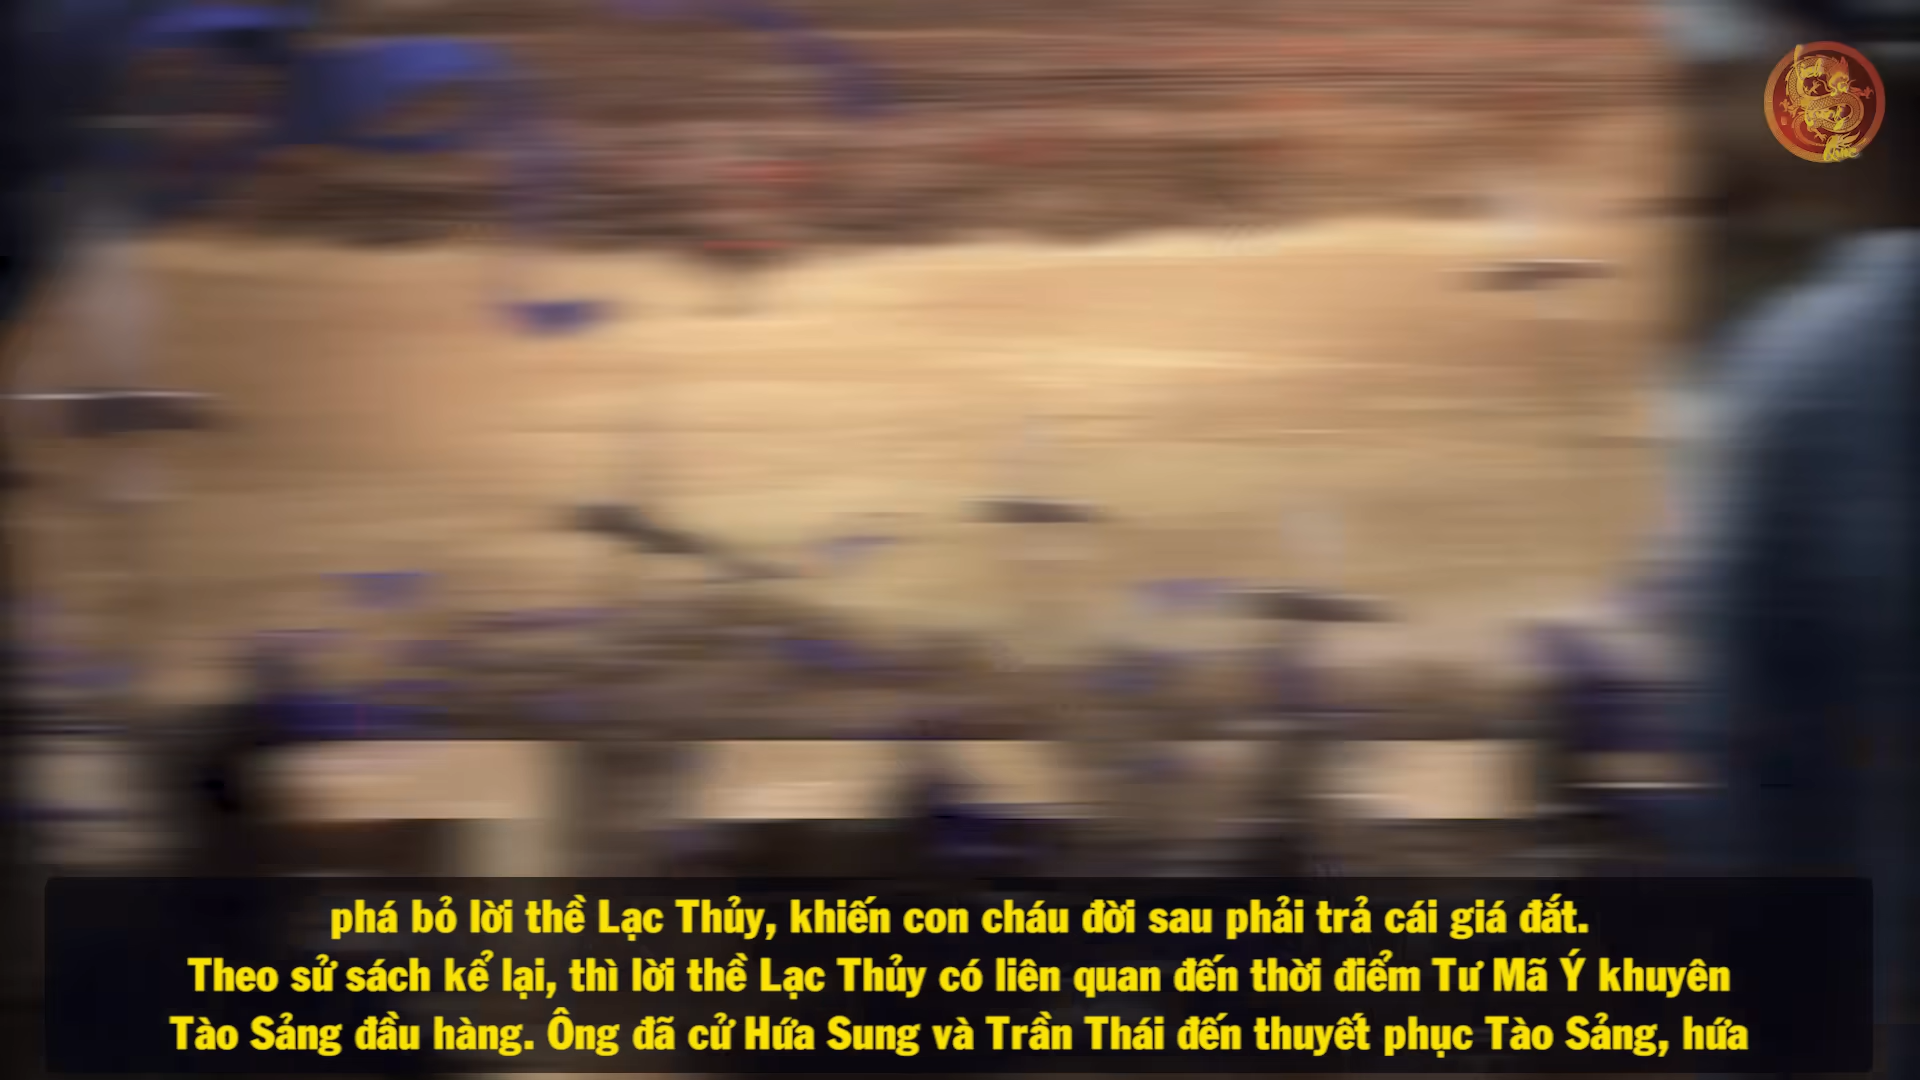 phá bỏ lời thề Lạc Thủy, khiến con cháu đời sau phải trả cái giá đắt.
Theo sử sách kể lại, thì lời thề Lạc Thủy có liên quan đến thời điểm Tư Mã Ý khuyên
Tào Sảng đầu hàng. Ông đã cử Hứa Sung và Trần Thái đến thuyết phục Tào Sảng, hứa